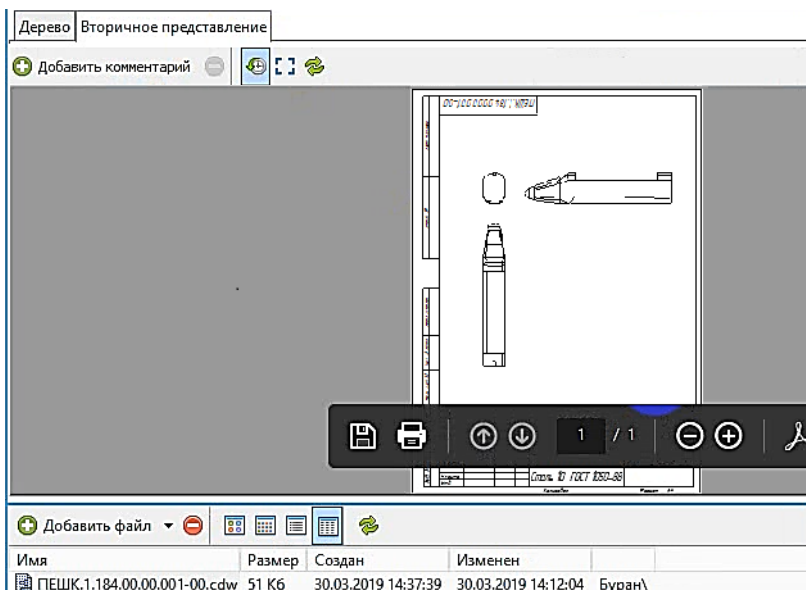 Дерево Вторичное представление
Добавить комментарий
1 / 1
Сталь 10 ГОСТ 1050-88
Добавить файл
Имя Размер Создан Изменен
ПЕШК.1.184.00.00.001-00.cdw 51 Кб 30.03.2019 14:37:39 30.03.2019 14:12:04 Буран\